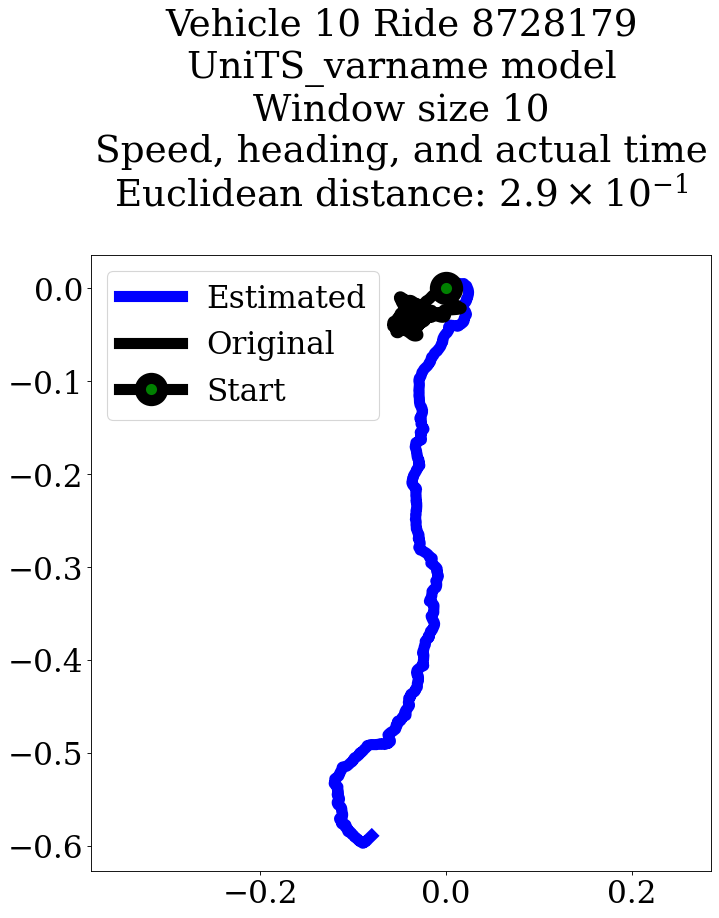 Vehicle 10 Ride 8728179
UniTS_varname model
Window size 10
Speed, heading, and actual time
Euclidean distance: 2.9 × 10⁻¹
Estimated
Original
Start
0.0
−0.1
−0.2
−0.3
−0.4
−0.5
−0.6
−0.2 0.0 0.2